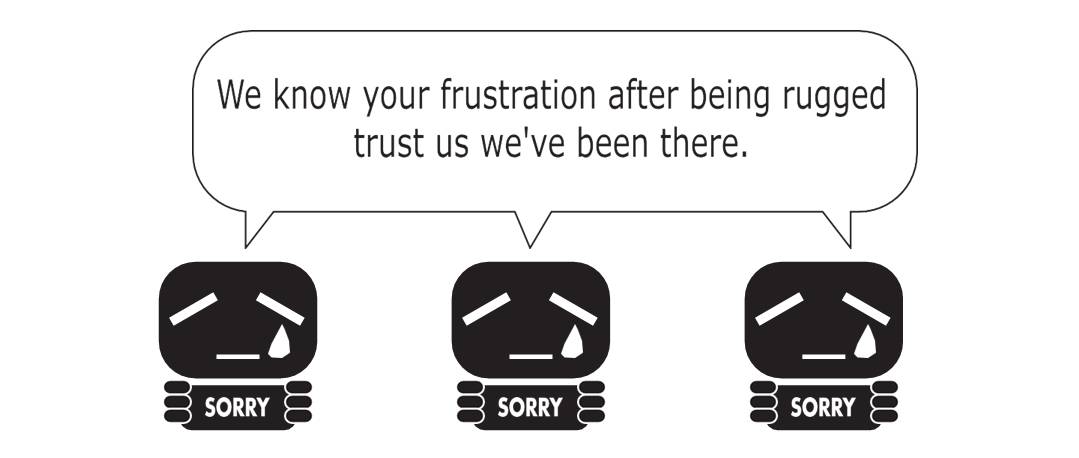 We know your frustration after being rugged
trust us we've been there.
SORRY
SORRY
SORRY